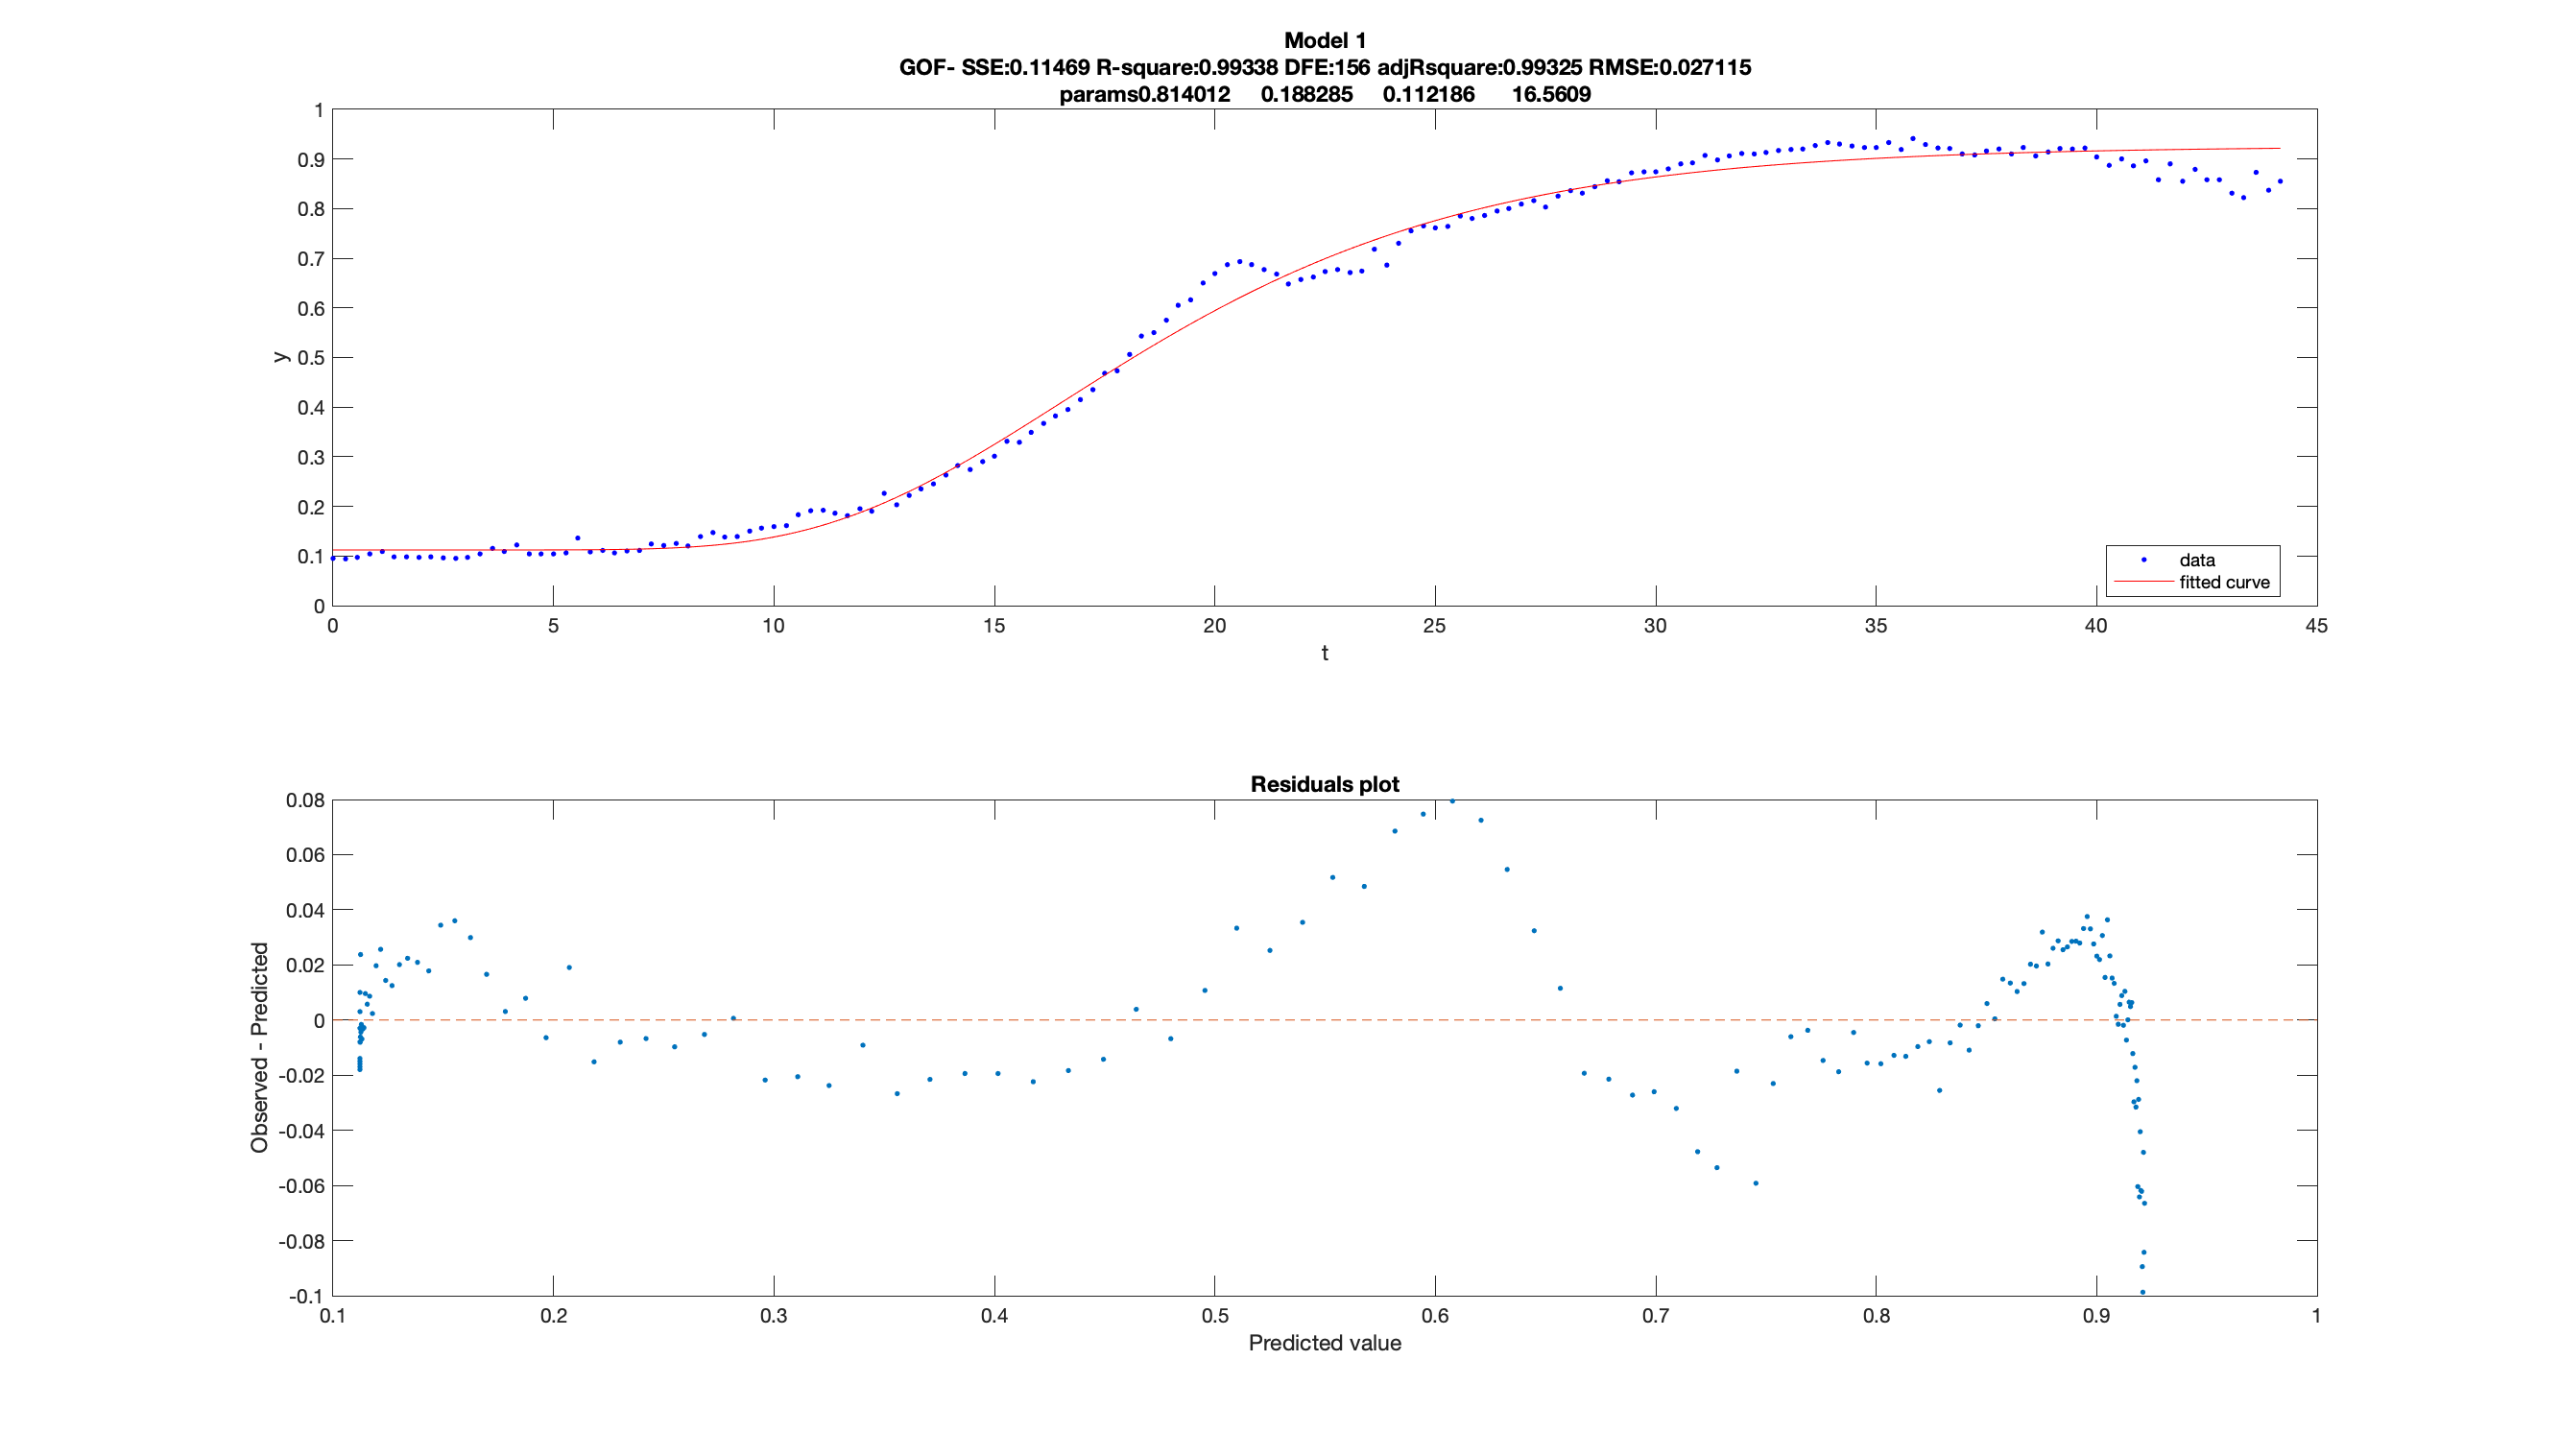 Model 1
GOF- SSE:0.11469 R-square:0.99338 DFE:156 adjRsquare:0.99325 RMSE:0.027115
params0.814012 0.188285 0.112186 16.5609
1
0.9
0.8
0.7
0.6
0.5
0.4
0.3
0.2
0.1
0
y
data
fitted curve
0 5 10 15 20 25 30 35 40 45
t
Residuals plot
0.08
0.06
0.04
0.02
0
-0.02
-0.04
-0.06
-0.08
-0.1
Observed - Predicted
0.1 0.2 0.3 0.4 0.5 0.6 0.7 0.8 0.9 1
Predicted value